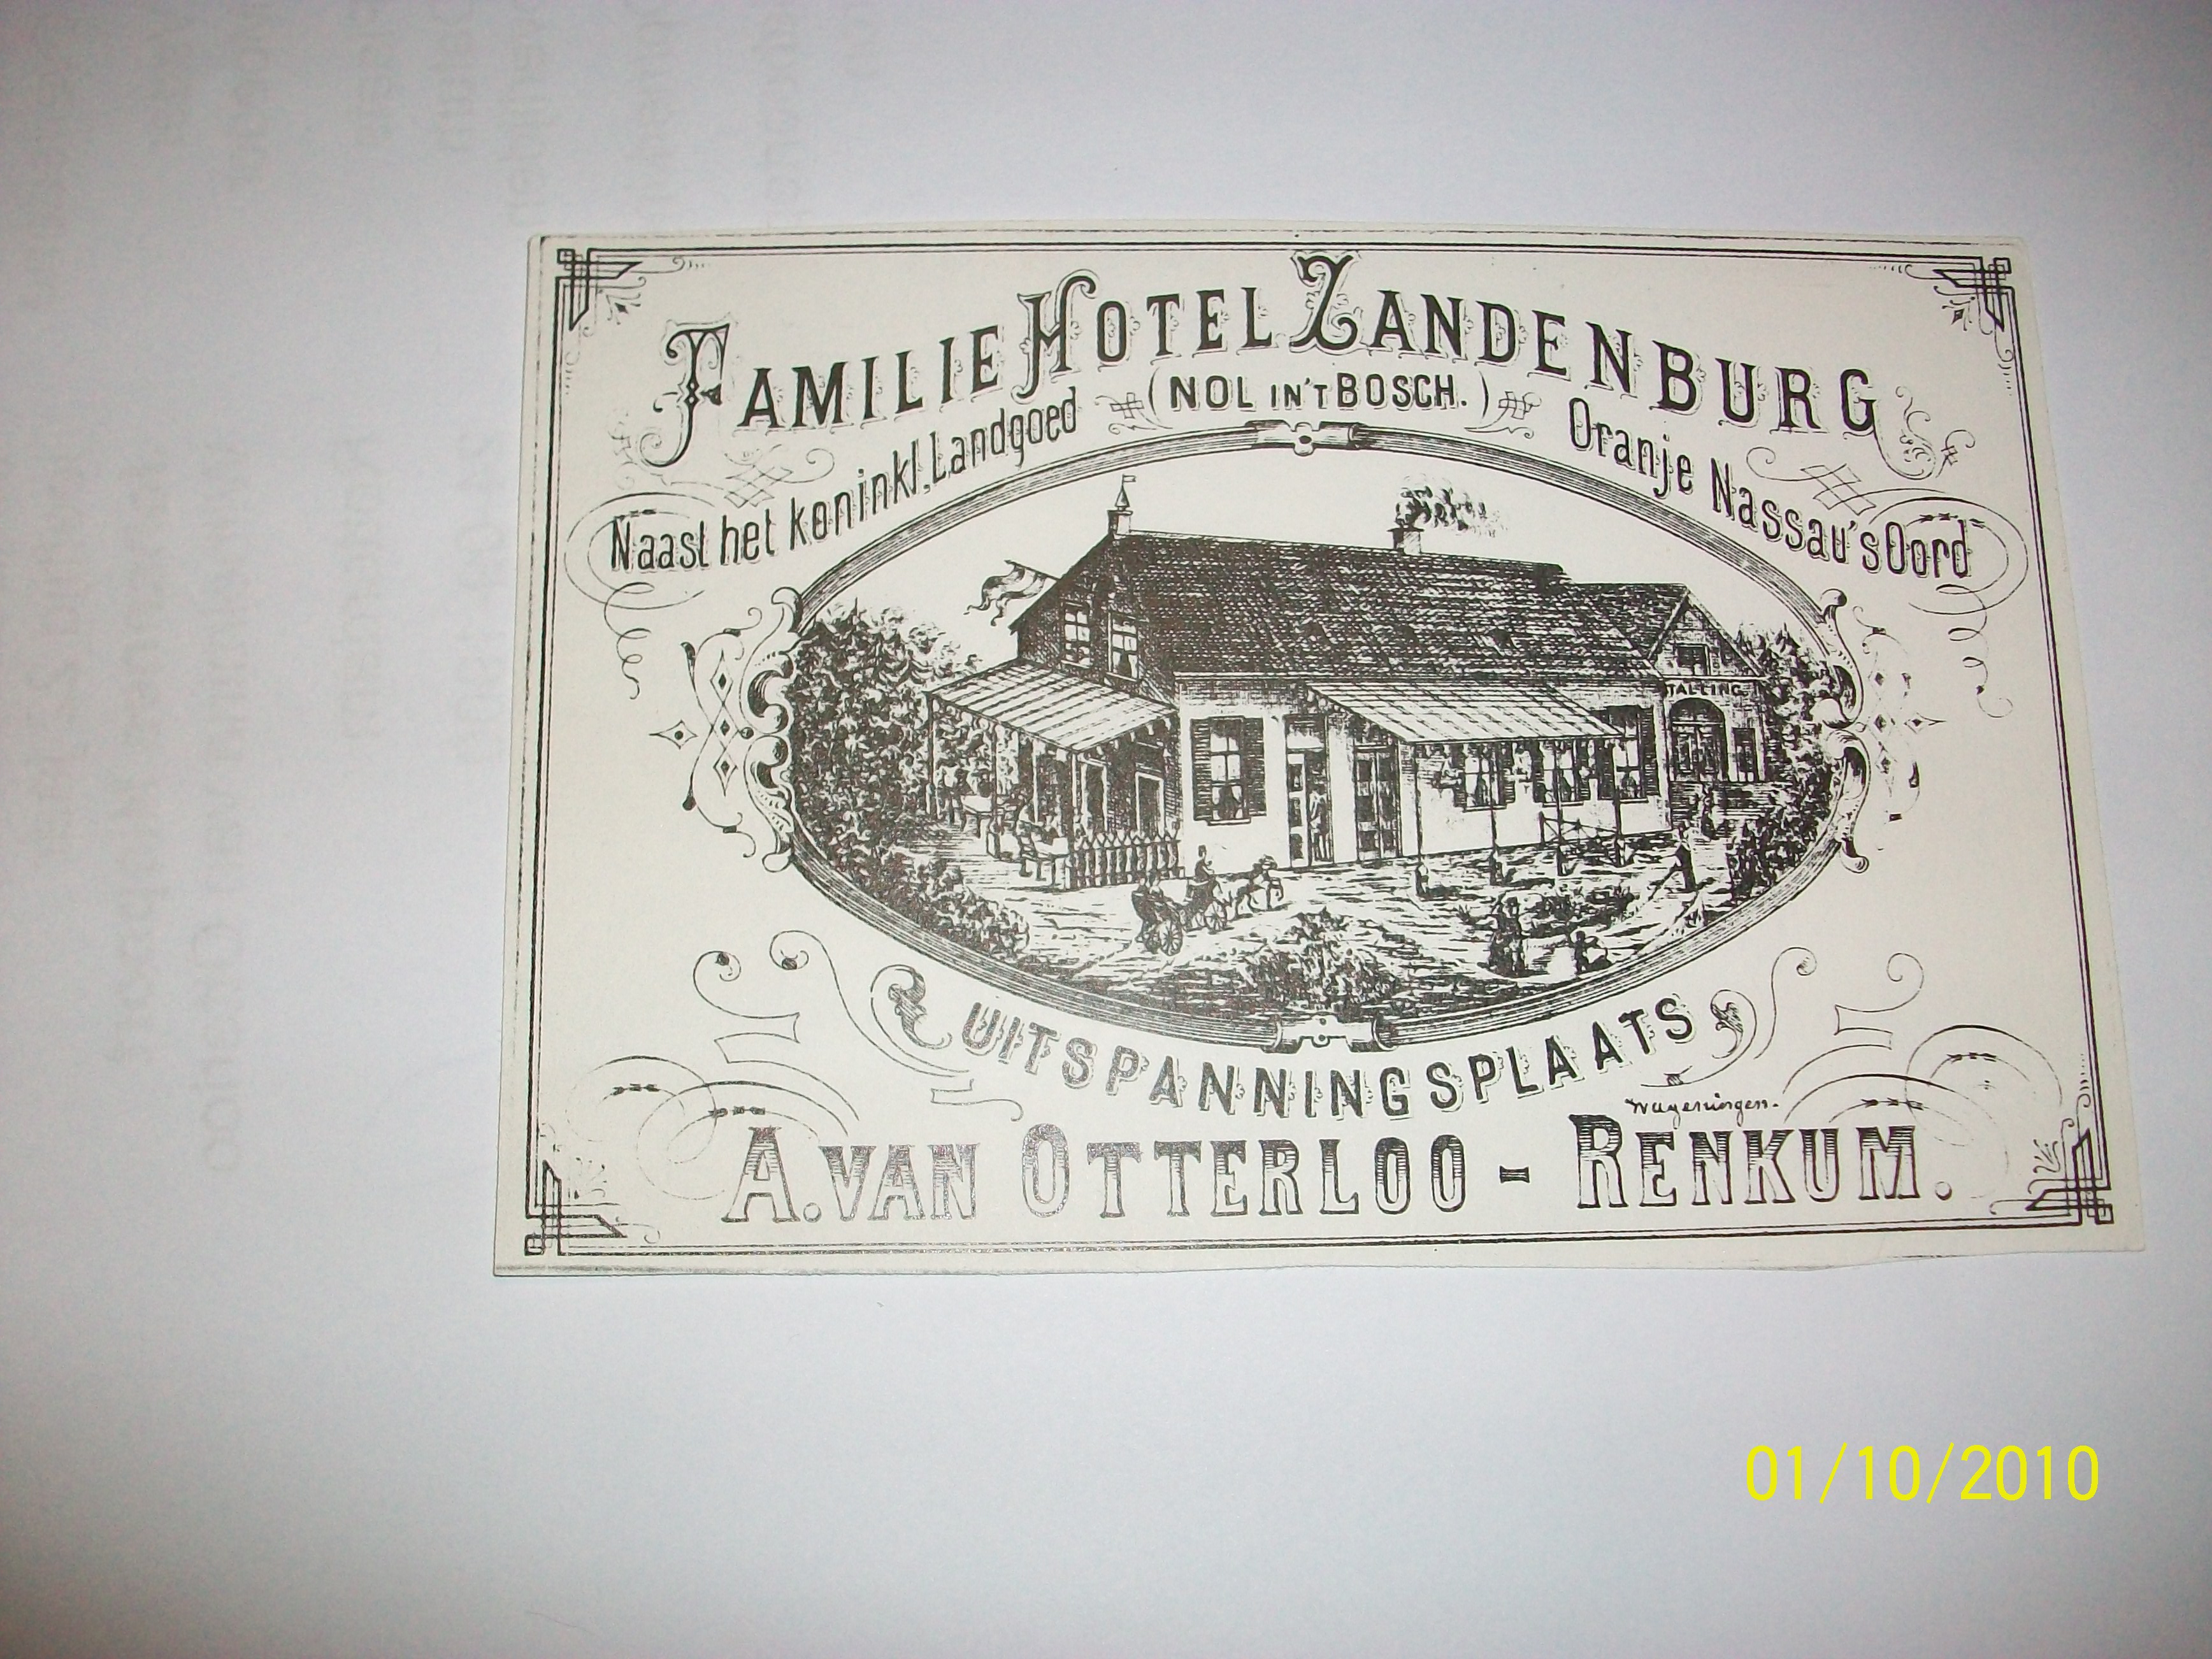 FAMILIE HOTEL ZANDENBURG
(NOL IN'T BOSCH.)
Naast het koninkl. Landgoed Oranje Nassau's Oord
STALLING
UITSPANNINGSPLAATS
Wageningen.
A. VAN OTTERLOO - RENKUM.
01/10/2010